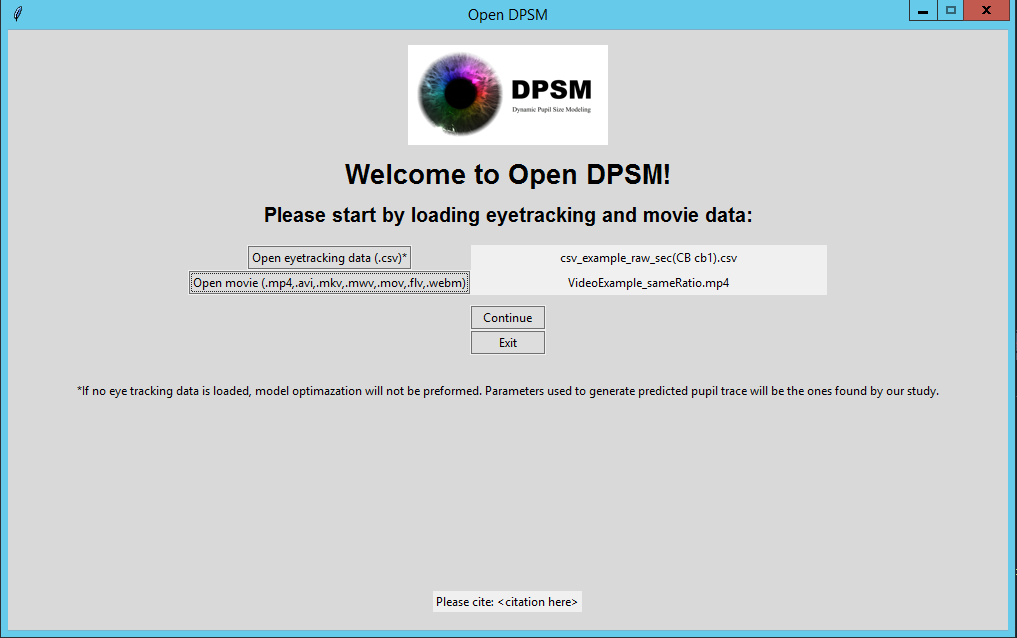 Open DPSM
DPSM
Dynamic Pupil Size Modeling
Welcome to Open DPSM!
Please start by loading eyetracking and movie data:
Open eyetracking data (.csv)*
csv_example_raw_sec(CB cb1).csv
Open movie (.mp4,.avi,.mkv,.mwv,.mov,.flv,.webm)
VideoExample_sameRatio.mp4
Continue
Exit
*If no eye tracking data is loaded, model optimazation will not be preformed. Parameters used to generate predicted pupil trace will be the ones found by our study.
Please cite: <citation here>